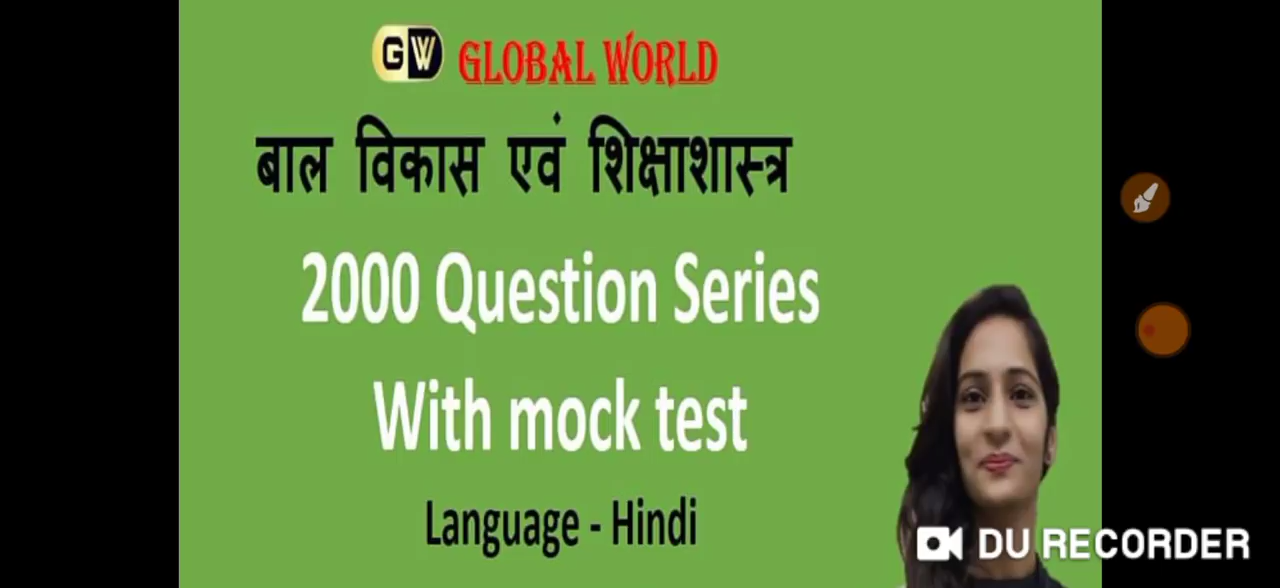 GW GLOBAL WORLD
बाल विकास एवं शिक्षाशास्त्र
2000 Question Series
With mock test
Language - Hindi
DU RECORDER